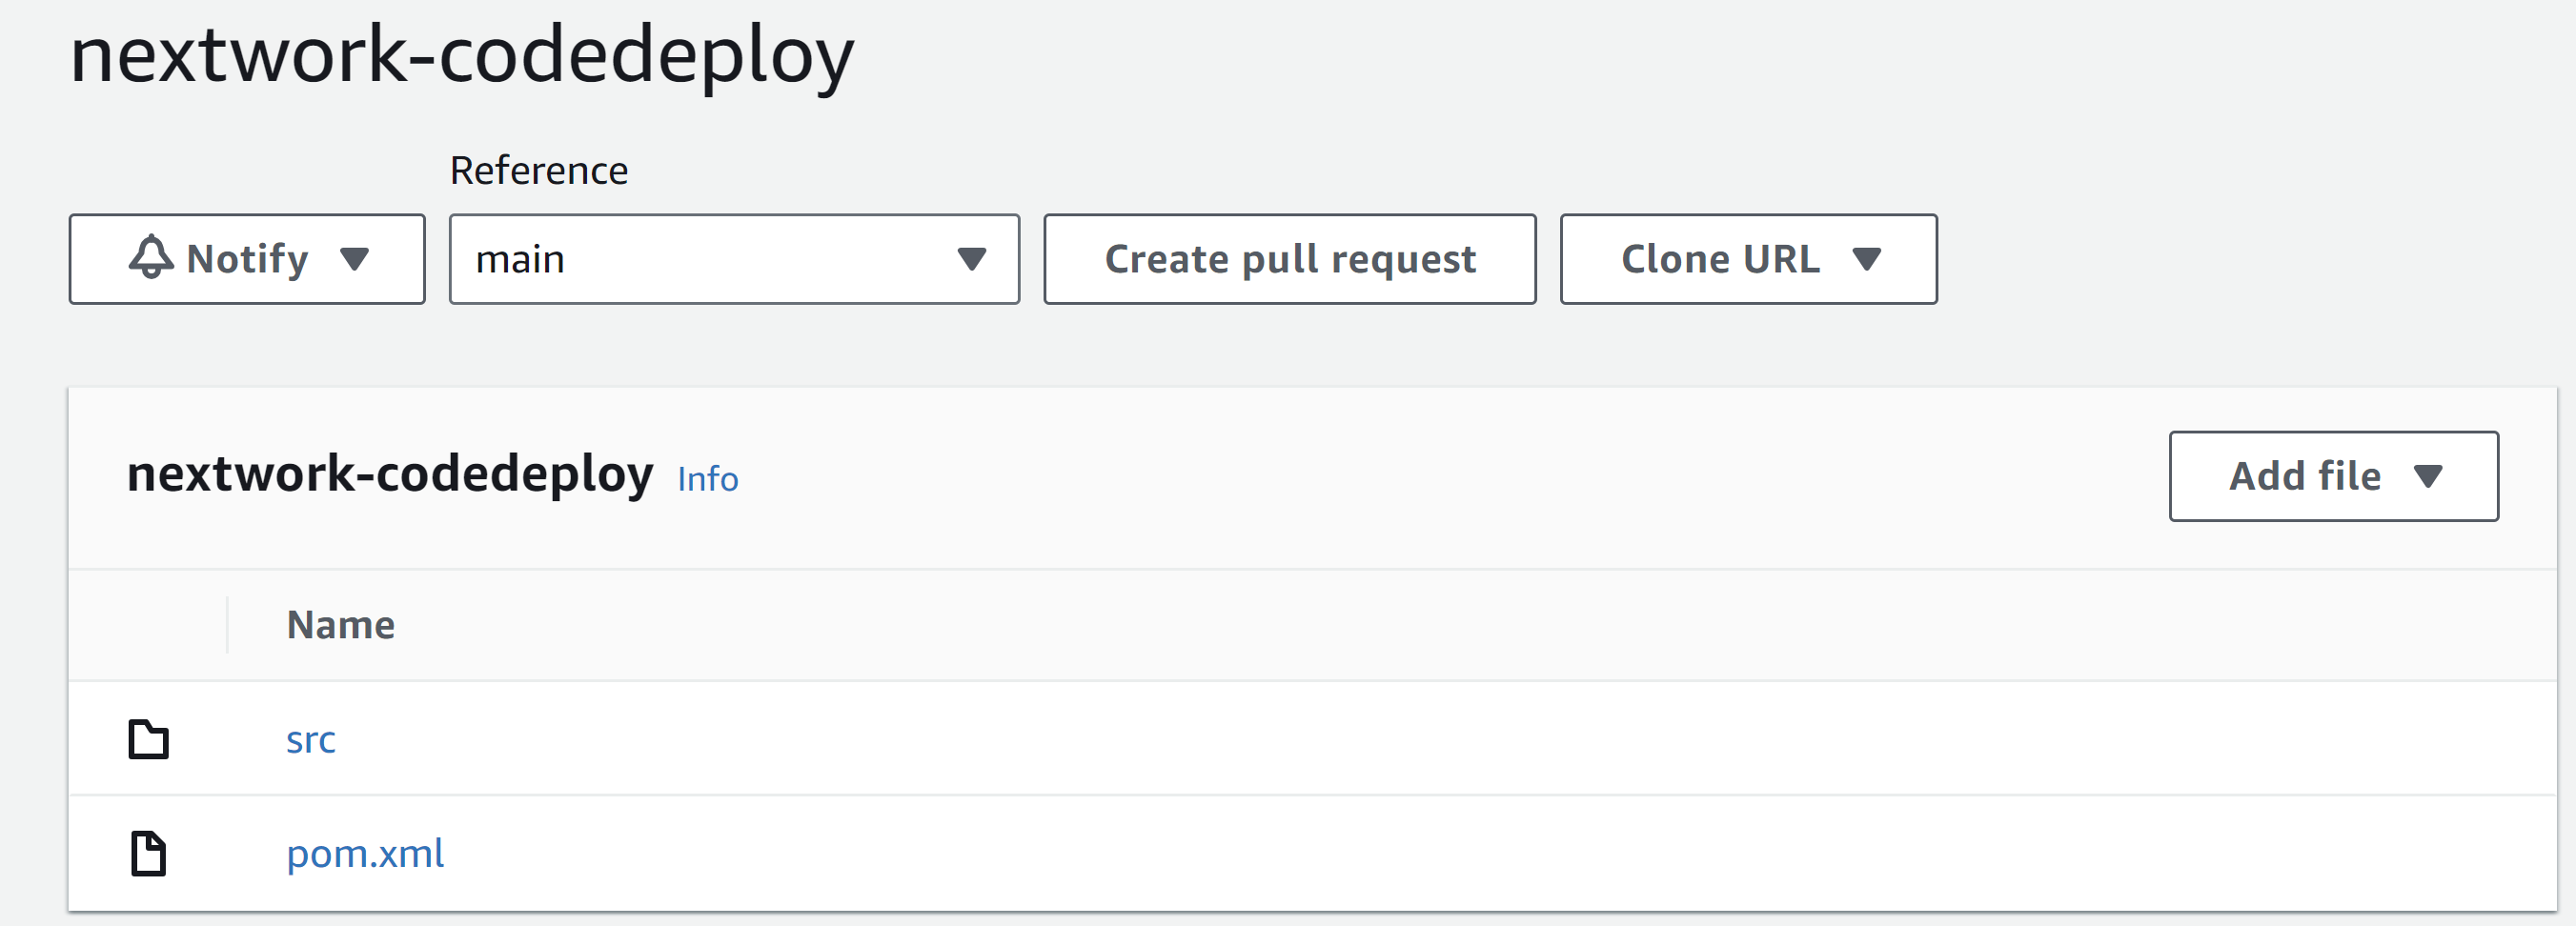 nextwork-codedeploy
Reference
Notify main Create pull request Clone URL
nextwork-codedeploy Info Add file
Name
src
pom.xml